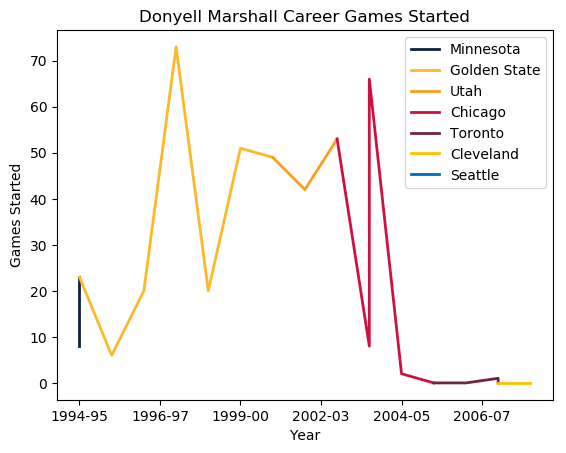 Donyell Marshall Career Games Started
Minnesota
Golden State
Utah
Chicago
Toronto
Cleveland
Seattle
Games Started
70
60
50
40
30
20
10
0
1994-95 1996-97 1999-00 2002-03 2004-05 2006-07
Year